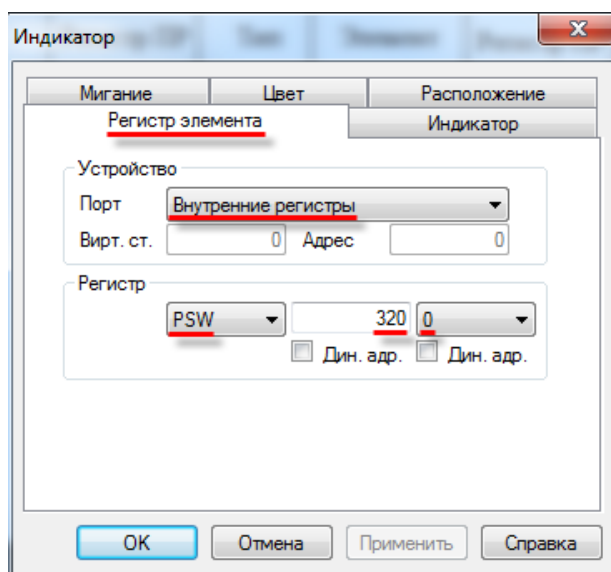 Индикатор
Мигание Цвет Расположение
Регистр элемента Индикатор
Устройство
Порт Внутренние регистры
Вирт. ст. 0 Адрес 0
Регистр
PSW 320 0
Дин. адр. Дин. адр.
OK Отмена Применить Справка